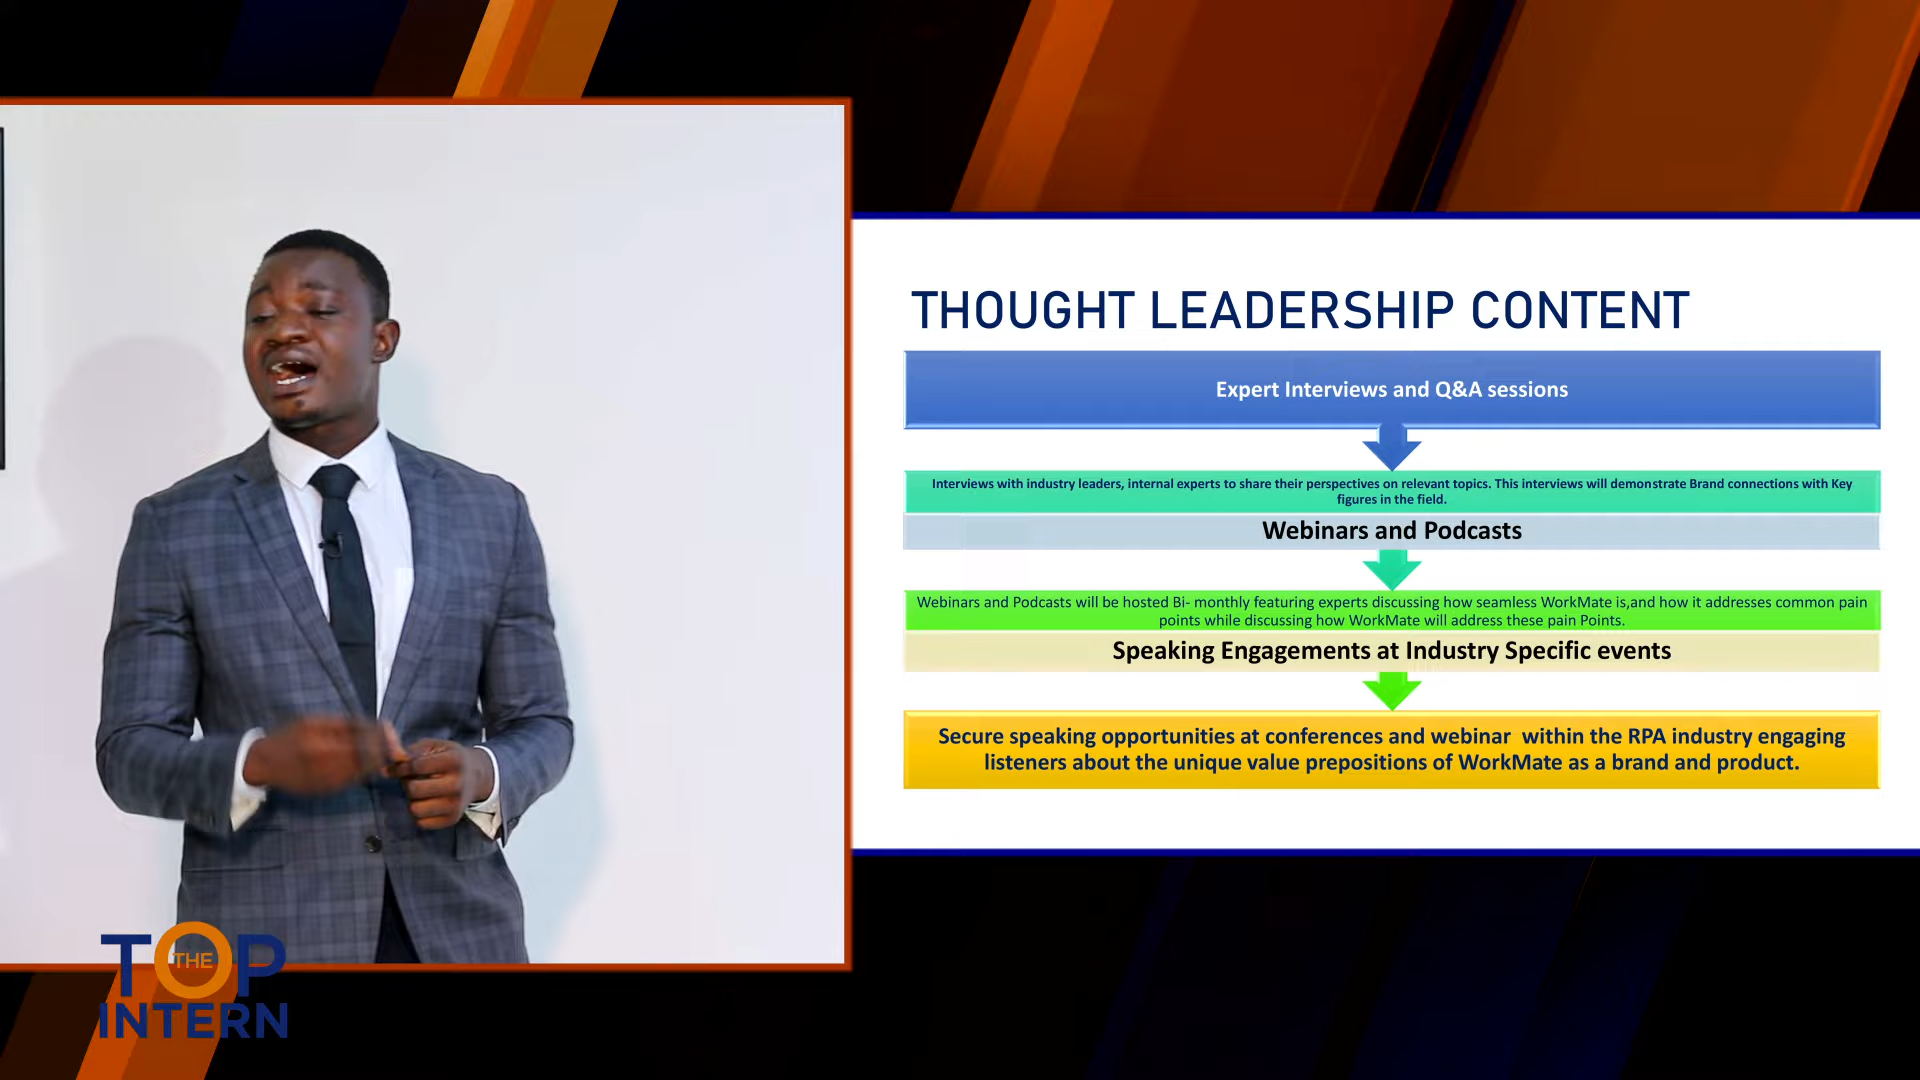 THOUGHT LEADERSHIP CONTENT
Expert Interviews and Q&A sessions
Interviews with industry leaders, internal experts to share their perspectives on relevant topics. This interviews will demonstrate Brand connections with Key
figures in the field.
Webinars and Podcasts
Webinars and Podcasts will be hosted Bi- monthly featuring experts discussing how seamless WorkMate is,and how it addresses common pain
points while discussing how WorkMate will address these pain Points.
Speaking Engagements at Industry Specific events
Secure speaking opportunities at conferences and webinar  within the RPA industry engaging
listeners about the unique value prepositions of WorkMate as a brand and product.
THE
TOP
INTERN